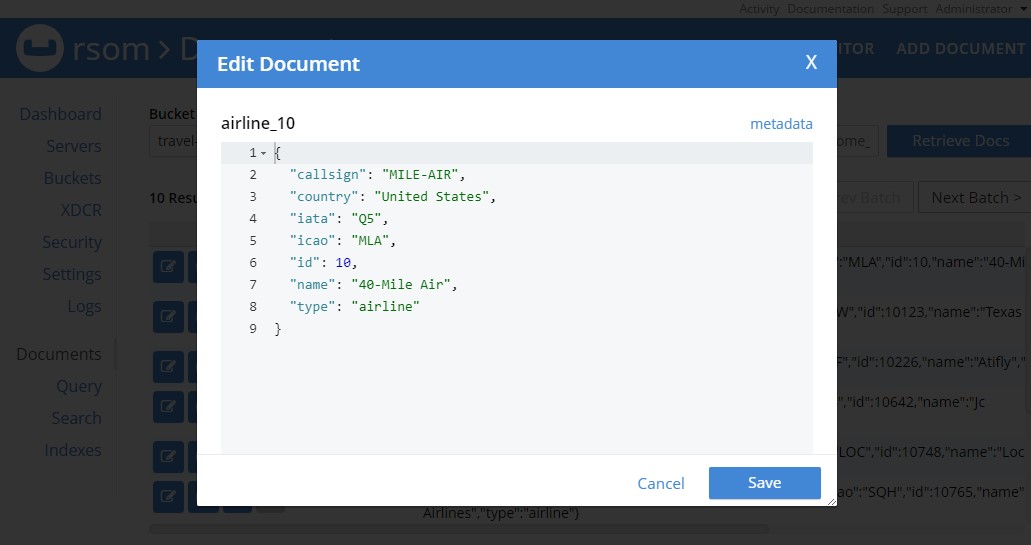 Activity Documentation Support Administrator
rsom > D
ITOR ADD DOCUMENT
Edit Document X
Dashboard
Servers
Buckets
XDCR
Security
Settings
Logs
Documents
Query
Search
Indexes
Bucket
travel-
ome_
Retrieve Docs
10 Resu
ev Batch
Next Batch >
airline_10 metadata
1 {
2 "callsign": "MILE-AIR",
3 "country": "United States",
4 "iata": "Q5",
5 "icao": "MLA",
6 "id": 10,
7 "name": "40-Mile Air",
8 "type": "airline"
9 }
Cancel Save
:"MLA","id":10,"name":"40-Mi
W","id":10123,"name":"Texas
F","id":10226,"name":"Atifly","
","id":10642,"name":"Jc
LOC","id":10748,"name":"Loc
ao":"SQH","id":10765,"name"
Airlines","type":"airline"}